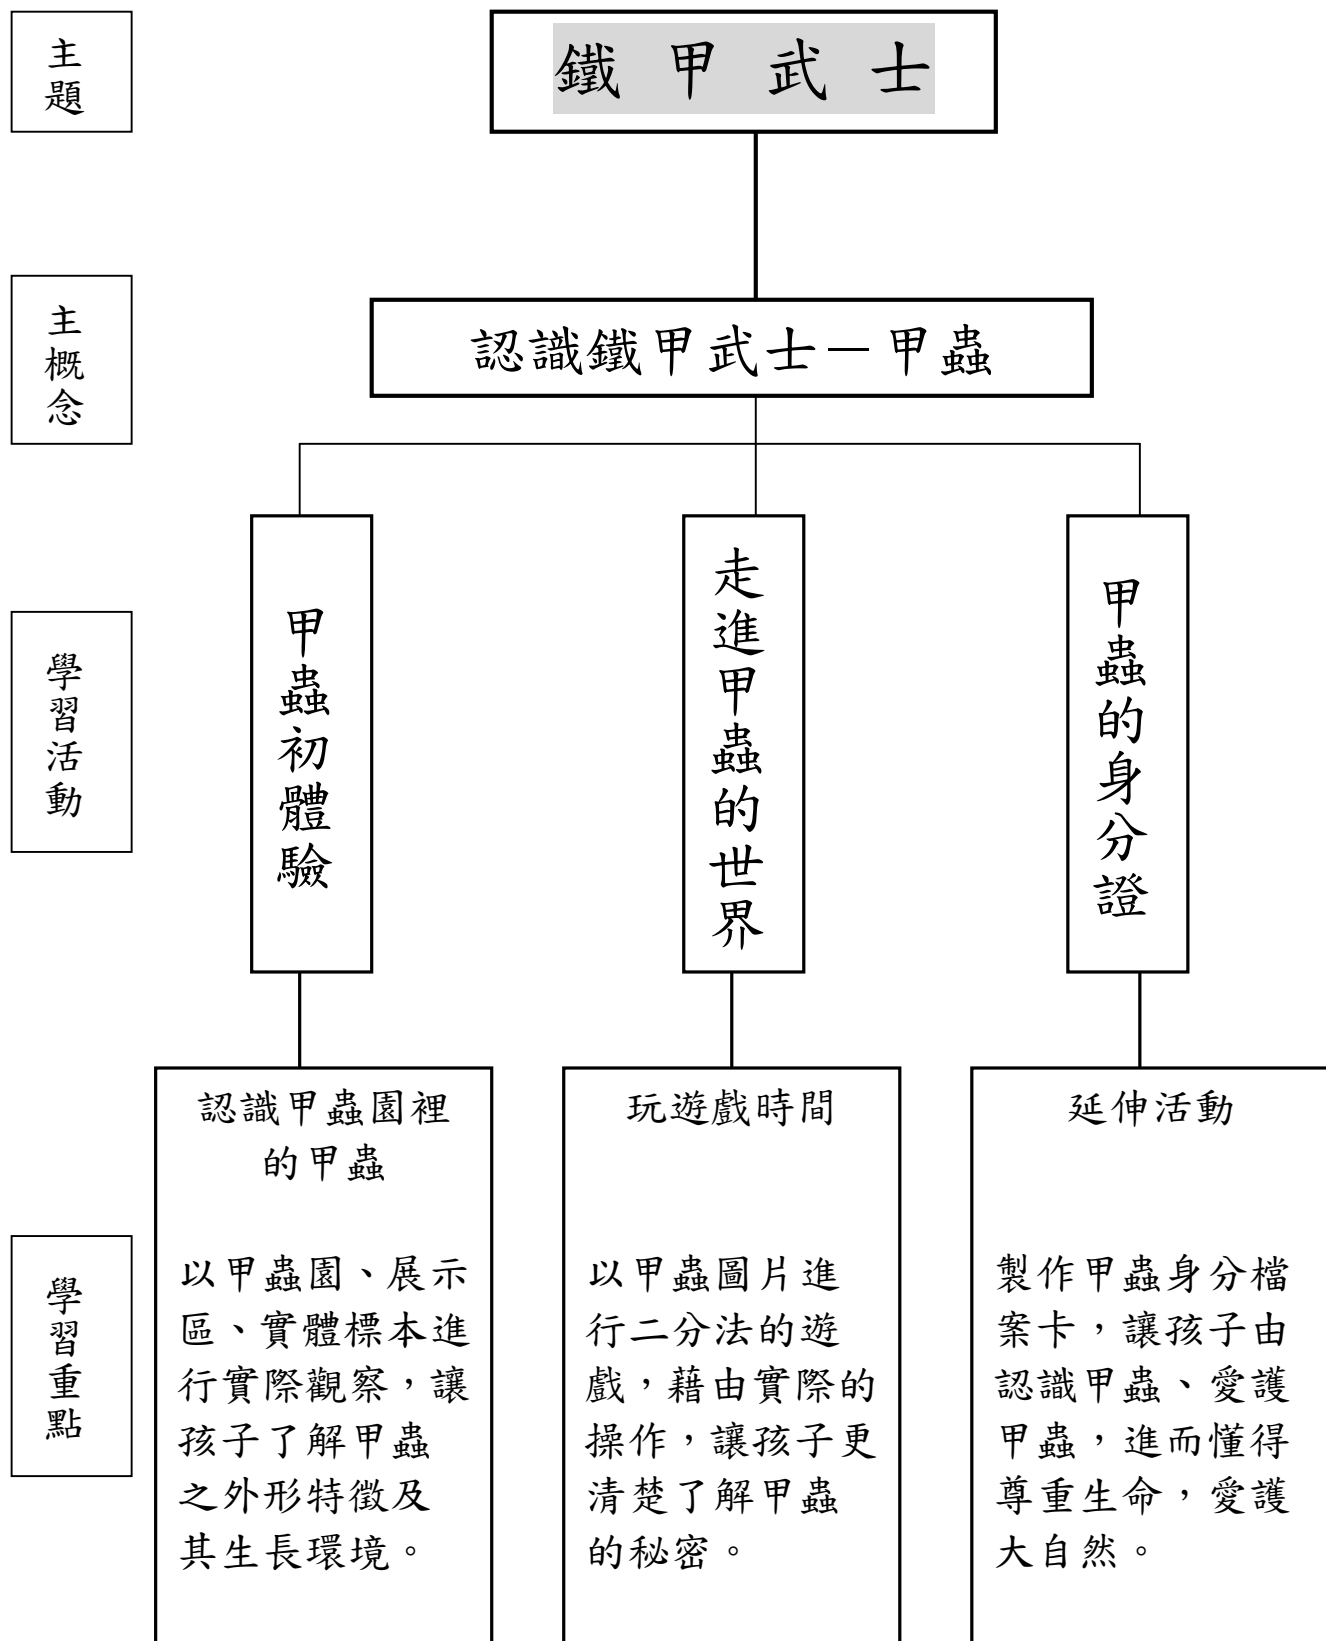 主題
鐵甲武士
主概念
認識鐵甲武士－甲蟲
學習活動
甲蟲初體驗
走進甲蟲的世界
甲蟲的身分證
學習重點
認識甲蟲園裡
的甲蟲
以甲蟲園、展示
區、實體標本進
行實際觀察，讓
孩子了解甲蟲
之外形特徵及
其生長環境。
玩遊戲時間
以甲蟲圖片進
行二分法的遊
戲，藉由實際的
操作，讓孩子更
清楚了解甲蟲
的秘密。
延伸活動
製作甲蟲身分檔
案卡，讓孩子由
認識甲蟲、愛護
甲蟲，進而懂得
尊重生命，愛護
大自然。